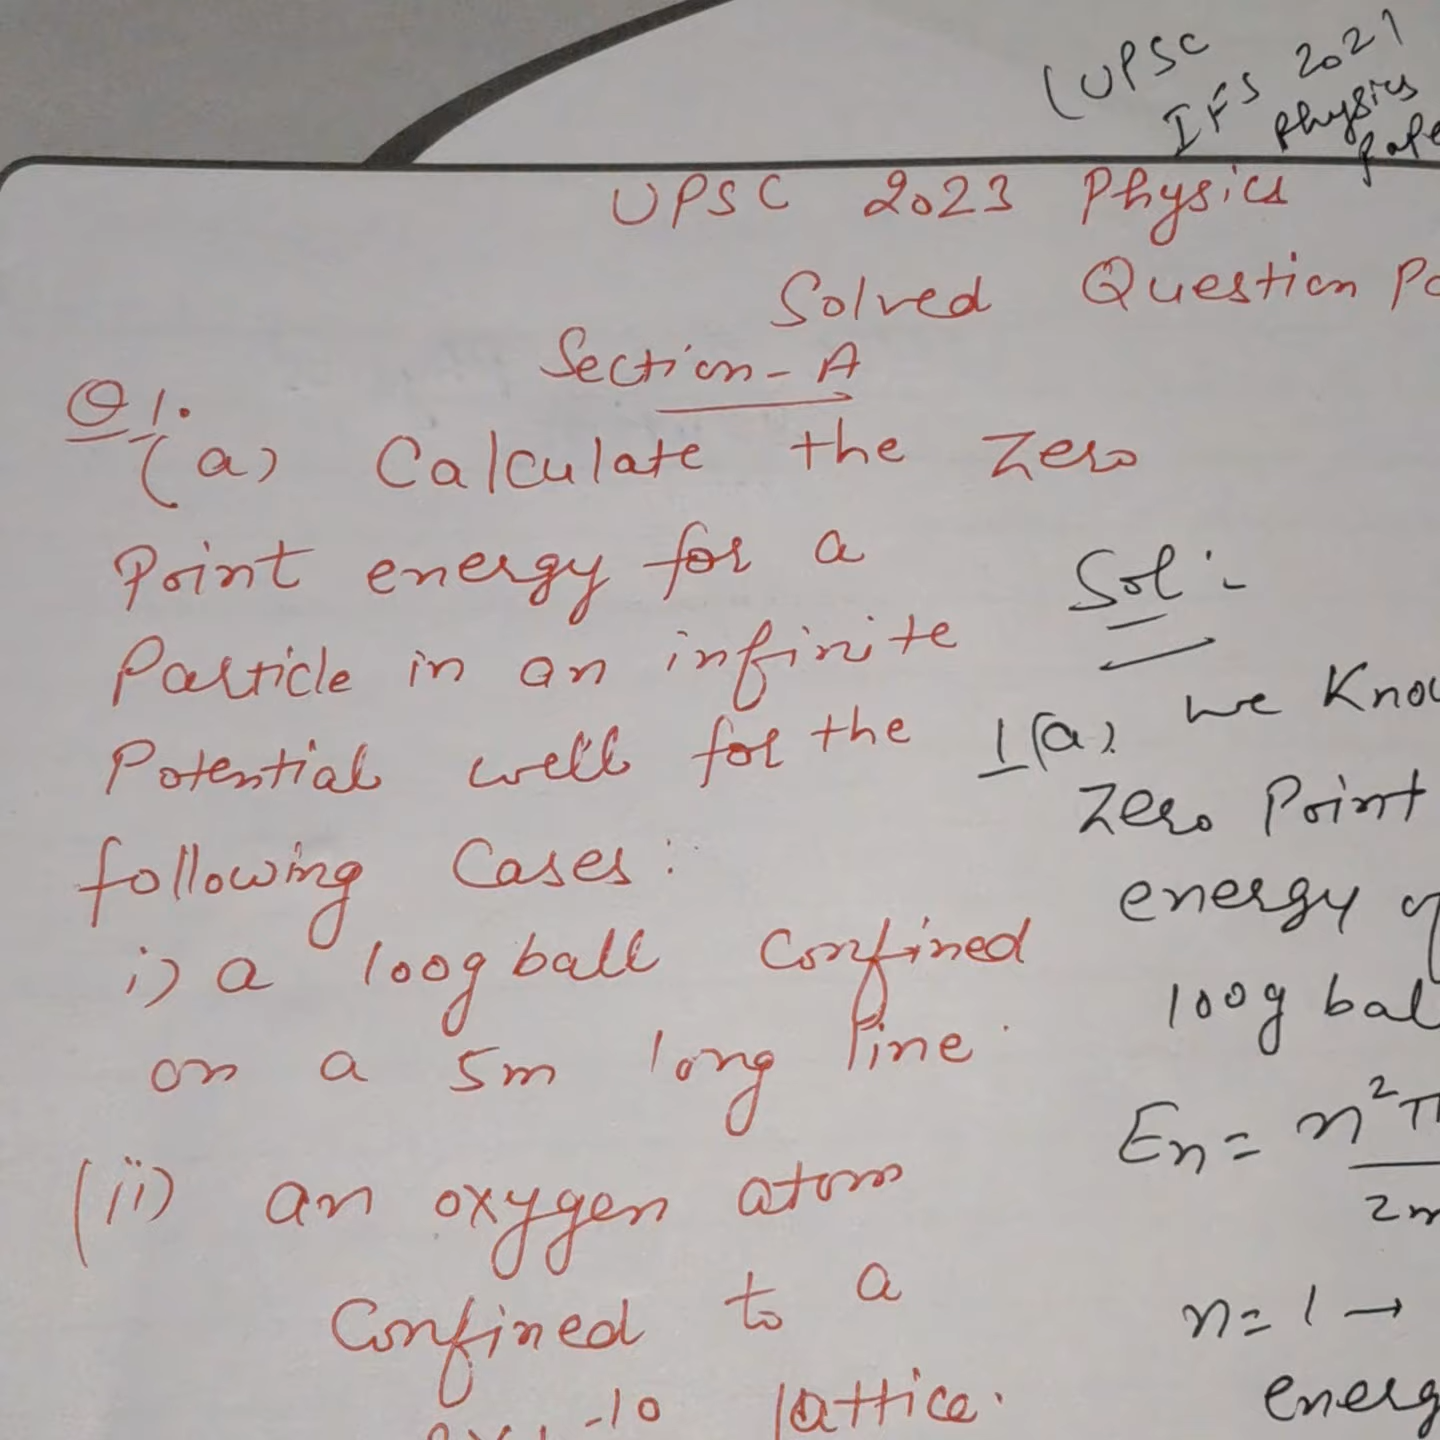 (UPSC
IFS 2021
Physics
UPSC 2023 Physics
Solved Question
Section-A
Q1.
(a) Calculate the Zero
Point energy for a
Particle in an infinite
Potential well for the
following Cases:
i) a 100g ball Confined
on a 5m long line
(ii) an oxygen atom
Confined to a
-10 lattice.
Sol:-
1(a) we
Zero Point
energy
100g
En=
n=1→